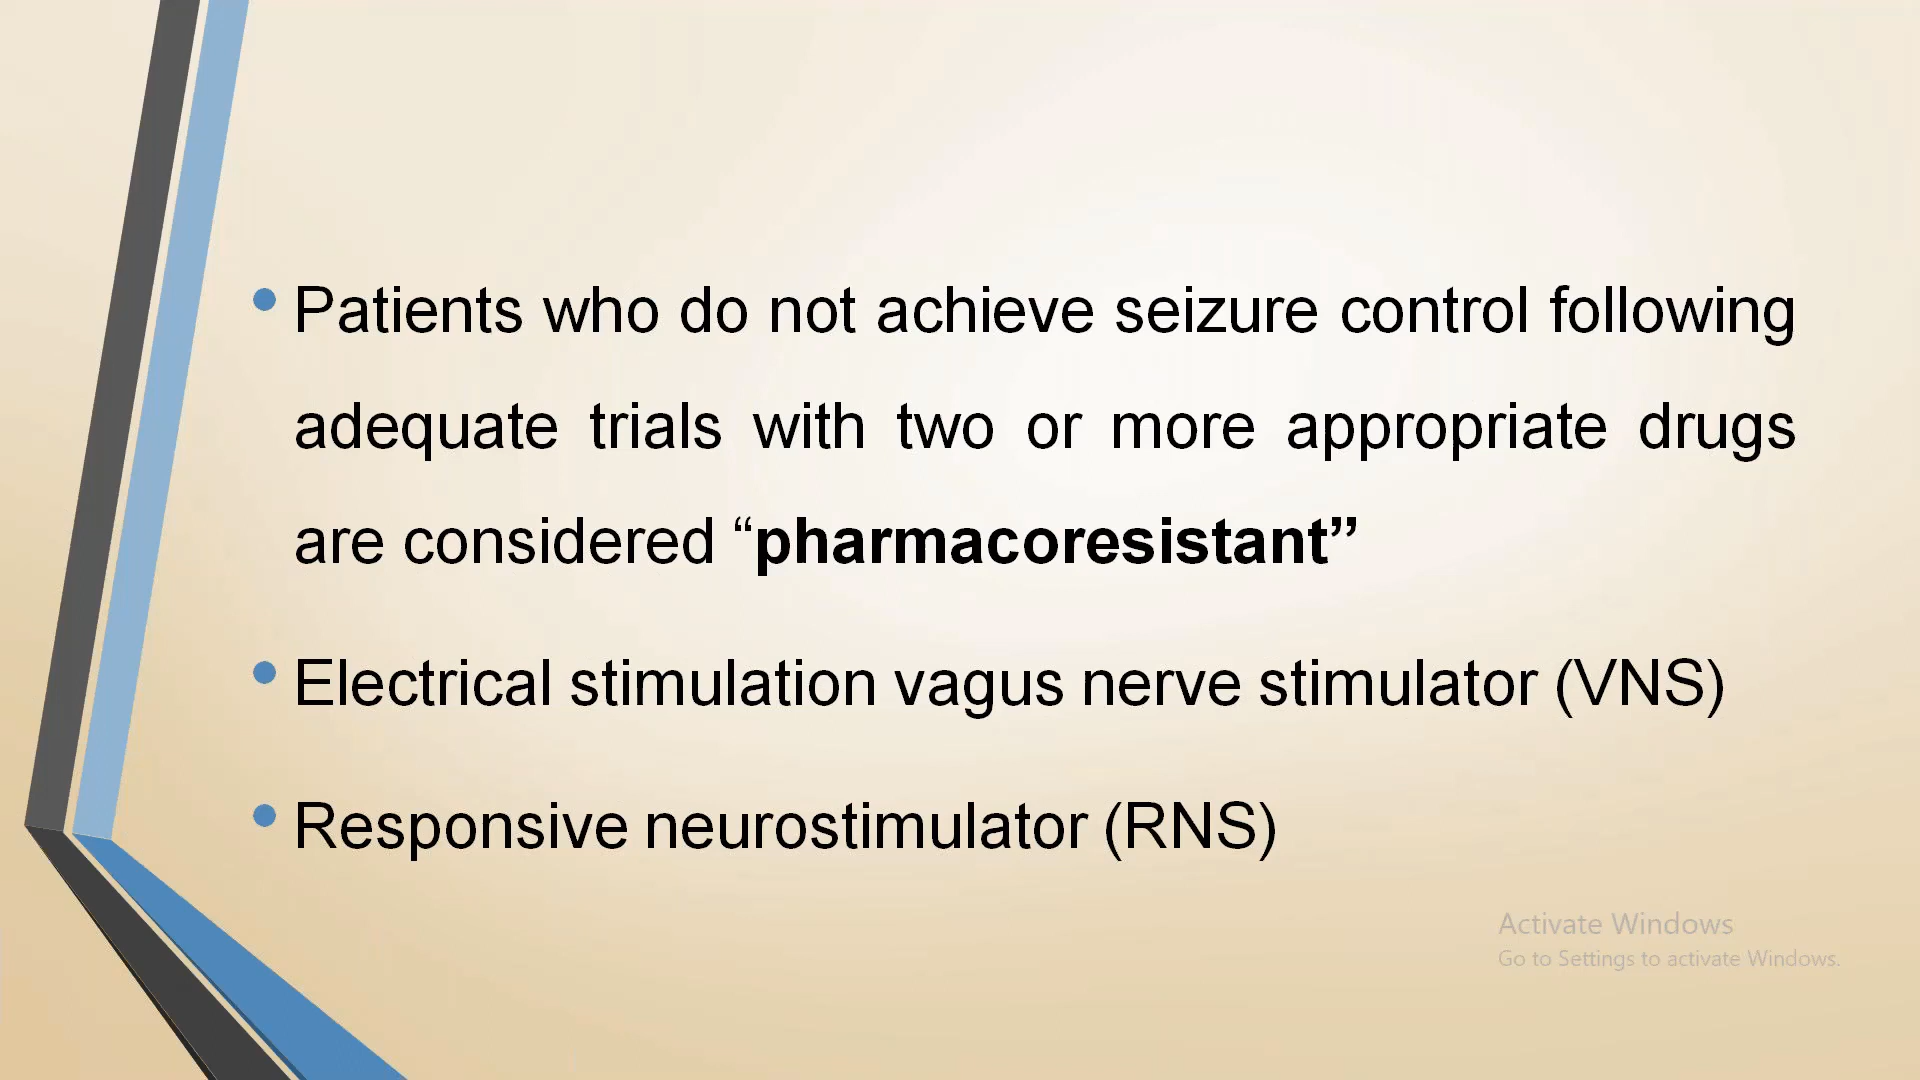 • Patients who do not achieve seizure control following
adequate trials with two or more appropriate drugs
are considered “pharmacoresistant”
• Electrical stimulation vagus nerve stimulator (VNS)
• Responsive neurostimulator (RNS)
Activate Windows
Go to Settings to activate Windows.